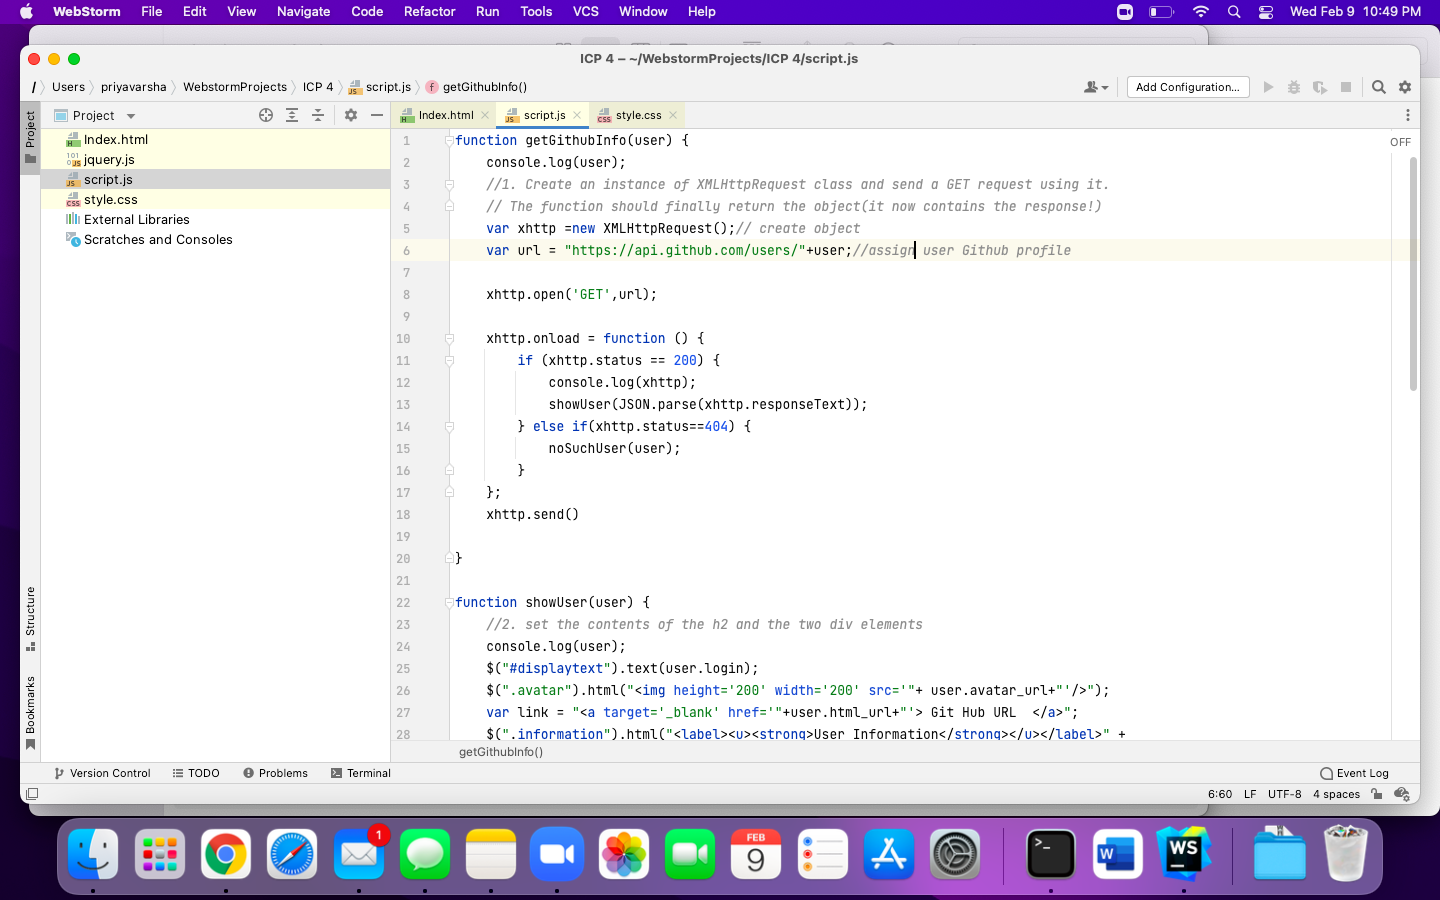 WebStorm File Edit View Navigate Code Refactor Run Tools VCS Window Help Wed Feb 9 10:49 PM
ICP 4 – ~/WebstormProjects/ICP 4/script.js
/ Users priyavarsha WebstormProjects ICP 4 script.js f getGithubInfo() Add Configuration...
Project
Project
Index.html script.js style.css
Index.html
jquery.js
script.js
style.css
External Libraries
Scratches and Consoles
Structure
Bookmarks
OFF
1 function getGithubInfo(user) {
2 console.log(user);
3 //1. Create an instance of XMLHttpRequest class and send a GET request using it.
4 // The function should finally return the object(it now contains the response!)
5 var xhttp =new XMLHttpRequest();// create object
6 var url = "https://api.github.com/users/"+user;//assign user Github profile
7
8 xhttp.open('GET',url);
9
10 xhttp.onload = function () {
11 if (xhttp.status == 200) {
12 console.log(xhttp);
13 showUser(JSON.parse(xhttp.responseText));
14 } else if(xhttp.status==404) {
15 noSuchUser(user);
16 }
17 };
18 xhttp.send()
19
20 }
21
22 function showUser(user) {
23 //2. set the contents of the h2 and the two div elements
24 console.log(user);
25 $("#displaytext").text(user.login);
26 $(".avatar").html("<img height='200' width='200' src='"+ user.avatar_url+"'/>");
27 var link = "<a target='_blank' href='"+user.html_url+"'> Git Hub URL  </a>";
28 $(".information").html("<label><u><strong>User Information</strong></u></label>" +
getGithubInfo()
Version Control TODO Problems Terminal Event Log
6:60 LF UTF-8 4 spaces
1
FEB
9
>_
W
WS